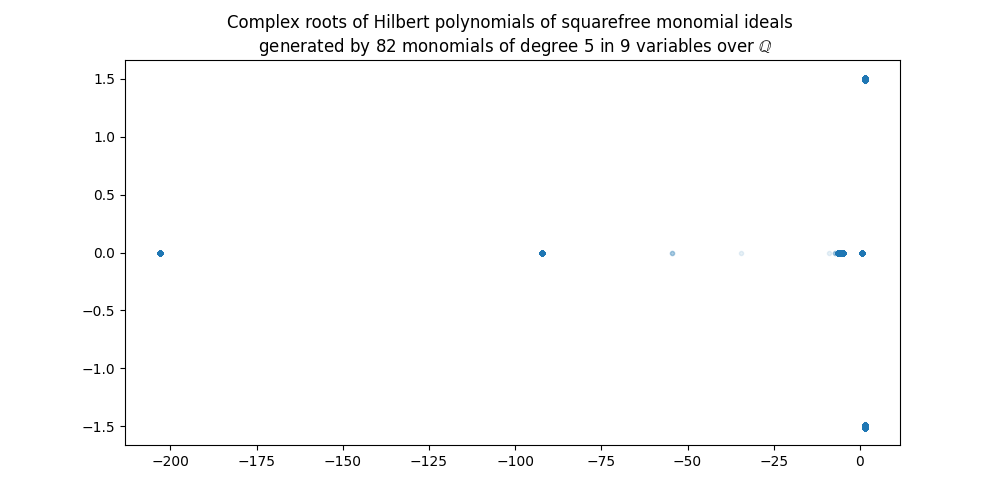 Complex roots of Hilbert polynomials of squarefree monomial ideals
generated by 82 monomials of degree 5 in 9 variables over ℚ
1.5
1.0
0.5
0.0
−0.5
−1.0
−1.5
−200 −175 −150 −125 −100 −75 −50 −25 0